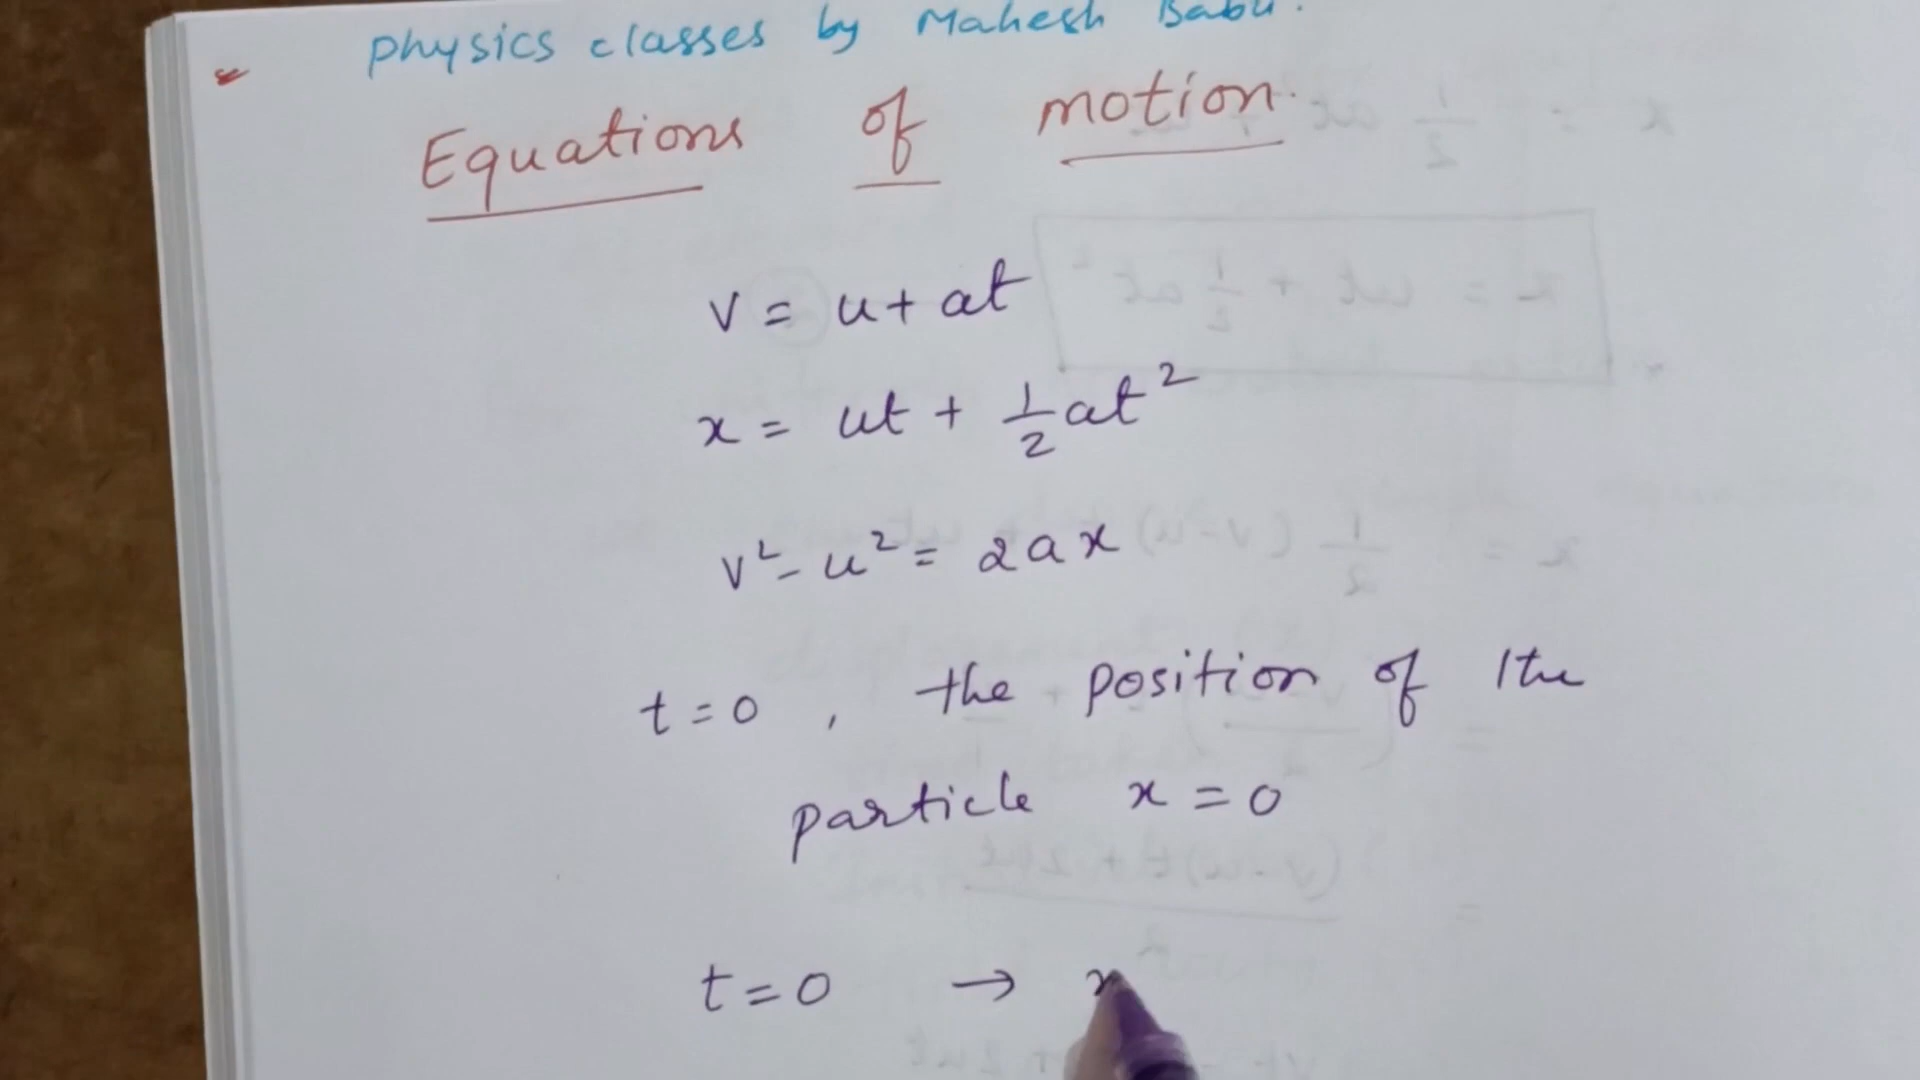 Physics classes by Mahesh Babu.
Equations of motion.
v = u + at
x = ut + 1/2 at²
v² - u² = 2ax
t = 0 , the position of the
particle x = 0
t = 0 → x